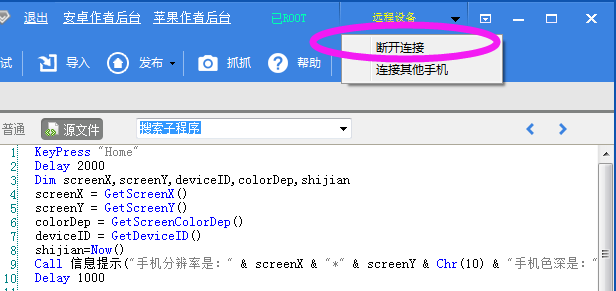 退出 安卓作者后台 苹果作者后台 已ROOT 远程设备
断开连接
连接其他手机
试 导入 发布 抓抓 帮助
普通 源文件 搜索子程序
1 KeyPress "Home"
2 Delay 2000
3 Dim screenX,screenY,deviceID,colorDep,shijian
4 screenX = GetScreenX()
5 screenY = GetScreenY()
6 colorDep = GetScreenColorDep()
7 deviceID = GetDeviceID()
8 shijian=Now()
9 Call 信息提示("手机分辨率是：" & screenX & "*" & screenY & Chr(10) & "手机色深是："
10 Delay 1000